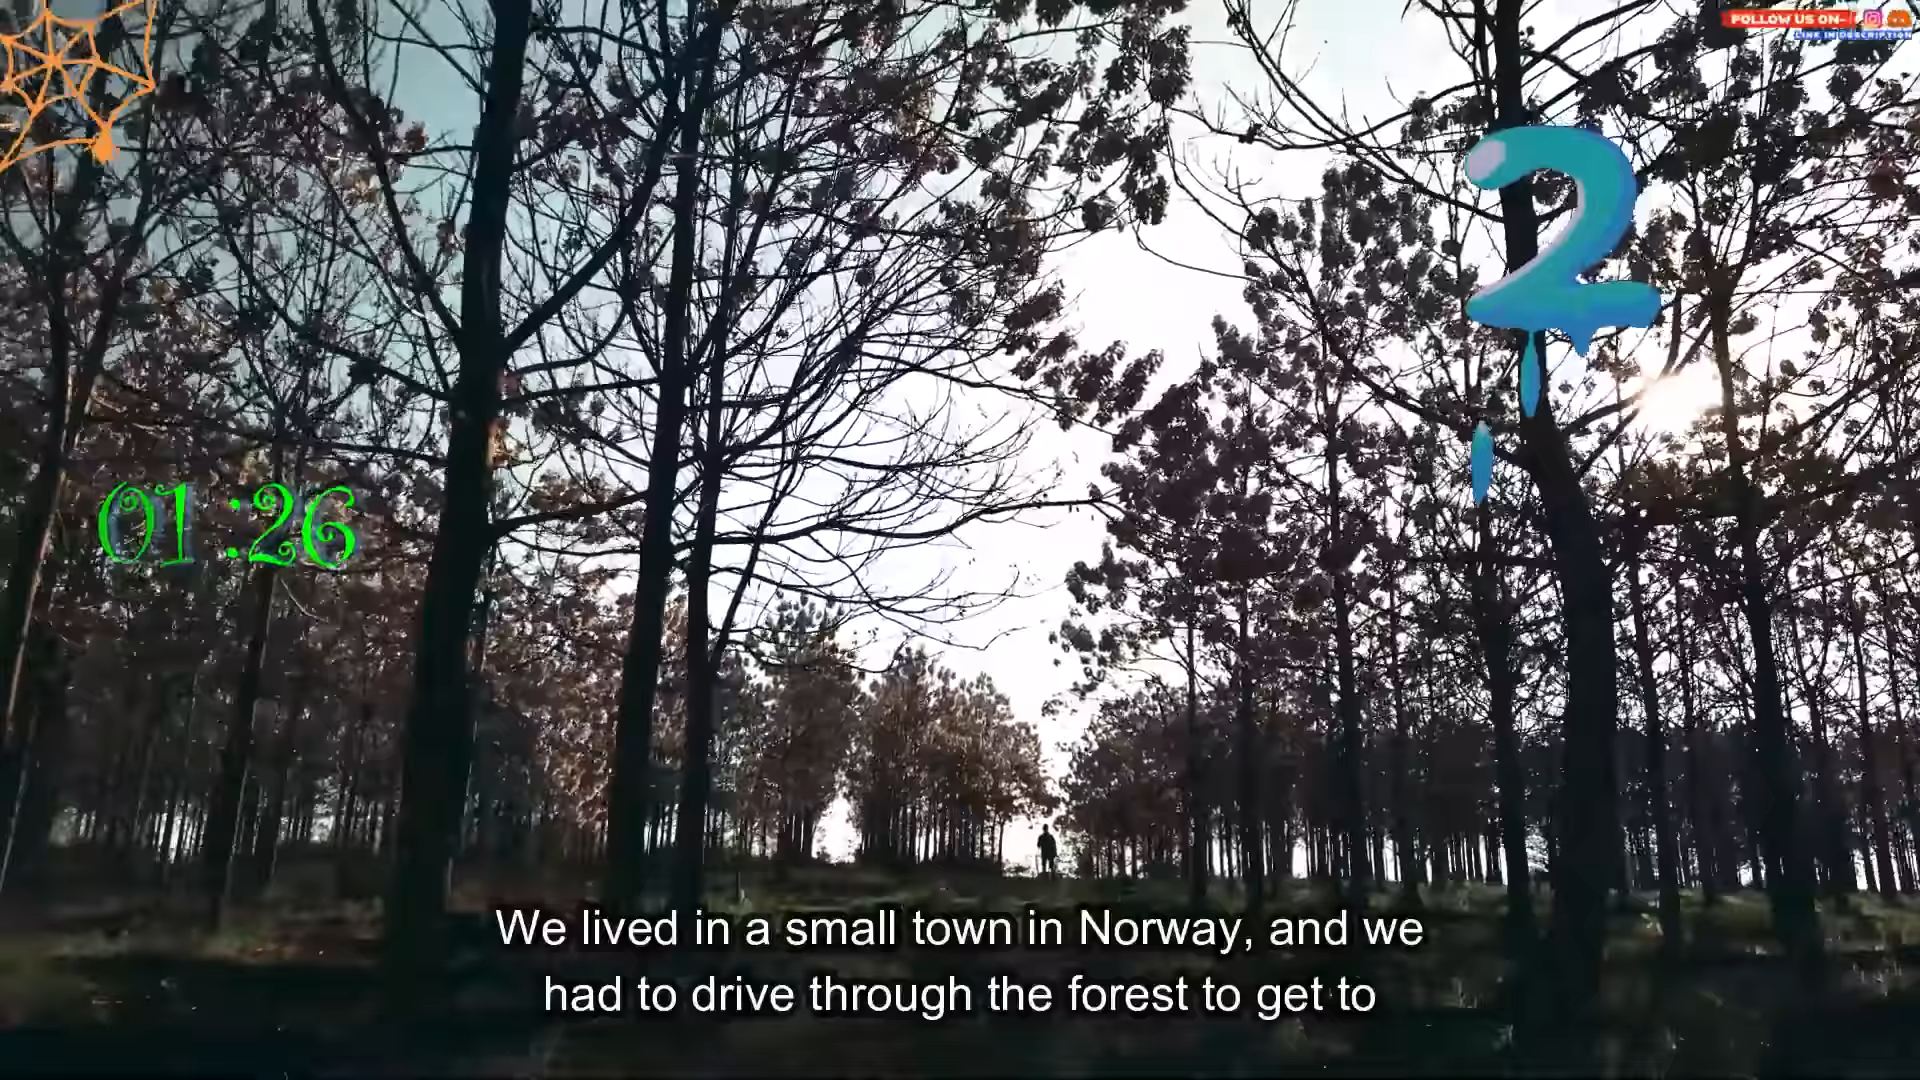 FOLLOW US ON-
LINK IN DESCRIPTION
2
01:26
We lived in a small town in Norway, and we
had to drive through the forest to get to